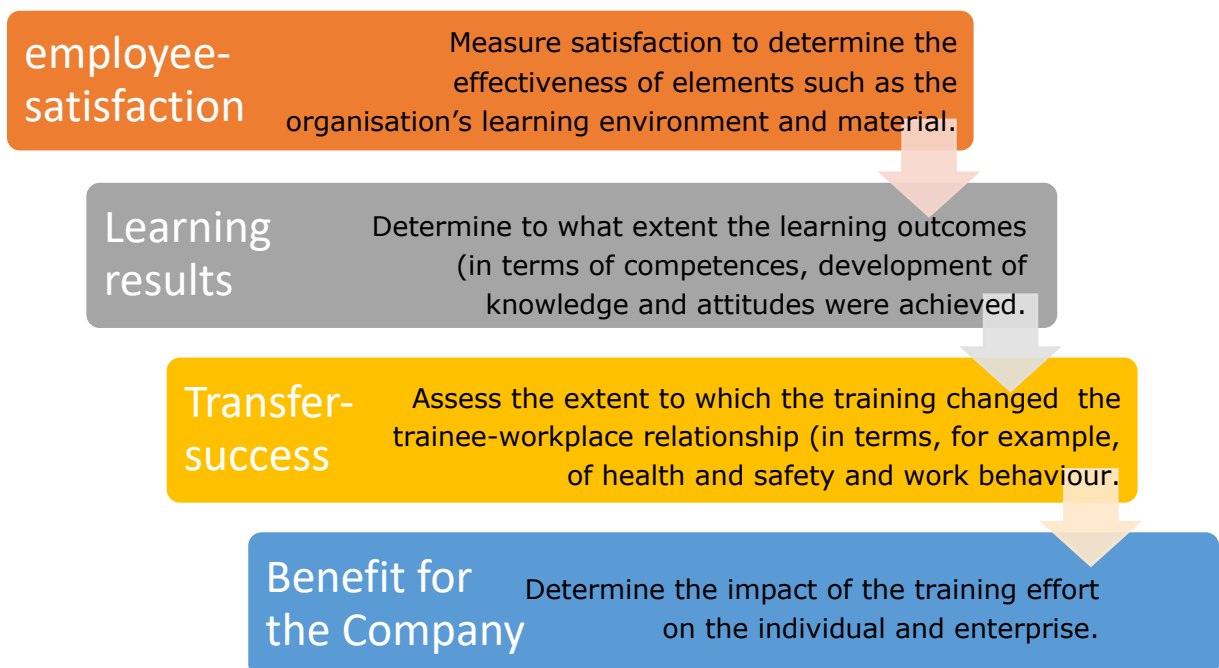 employee-
satisfaction
Measure satisfaction to determine the
effectiveness of elements such as the
organisation’s learning environment and material.
Learning
results
Determine to what extent the learning outcomes
(in terms of competences, development of
knowledge and attitudes were achieved.
Transfer-
success
Assess the extent to which the training changed  the
trainee-workplace relationship (in terms, for example,
of health and safety and work behaviour.
Benefit for
the Company
Determine the impact of the training effort
on the individual and enterprise.